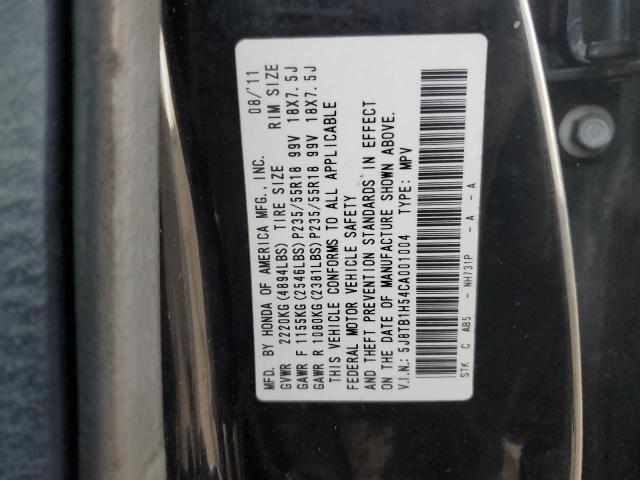 MFD. BY HONDA OF AMERICA MFG., INC. 08/'11
GVWR 2220KG(4894LBS) TIRE SIZE RIM SIZE
GAWR F 1155KG(2546LBS)P235/55R18 99V 18X7.5J
GAWR R 1080KG(2381LBS)P235/55R18 99V 18X7.5J
THIS VEHICLE CONFORMS TO ALL APPLICABLE
FEDERAL MOTOR VEHICLE SAFETY
AND THEFT PREVENTION STANDARDS IN EFFECT
ON THE DATE OF MANUFACTURE SHOWN ABOVE.
V.I.N.: 5J8TB1H54CA001004 TYPE: MPV
STK C AB5 - NH731P - A - A